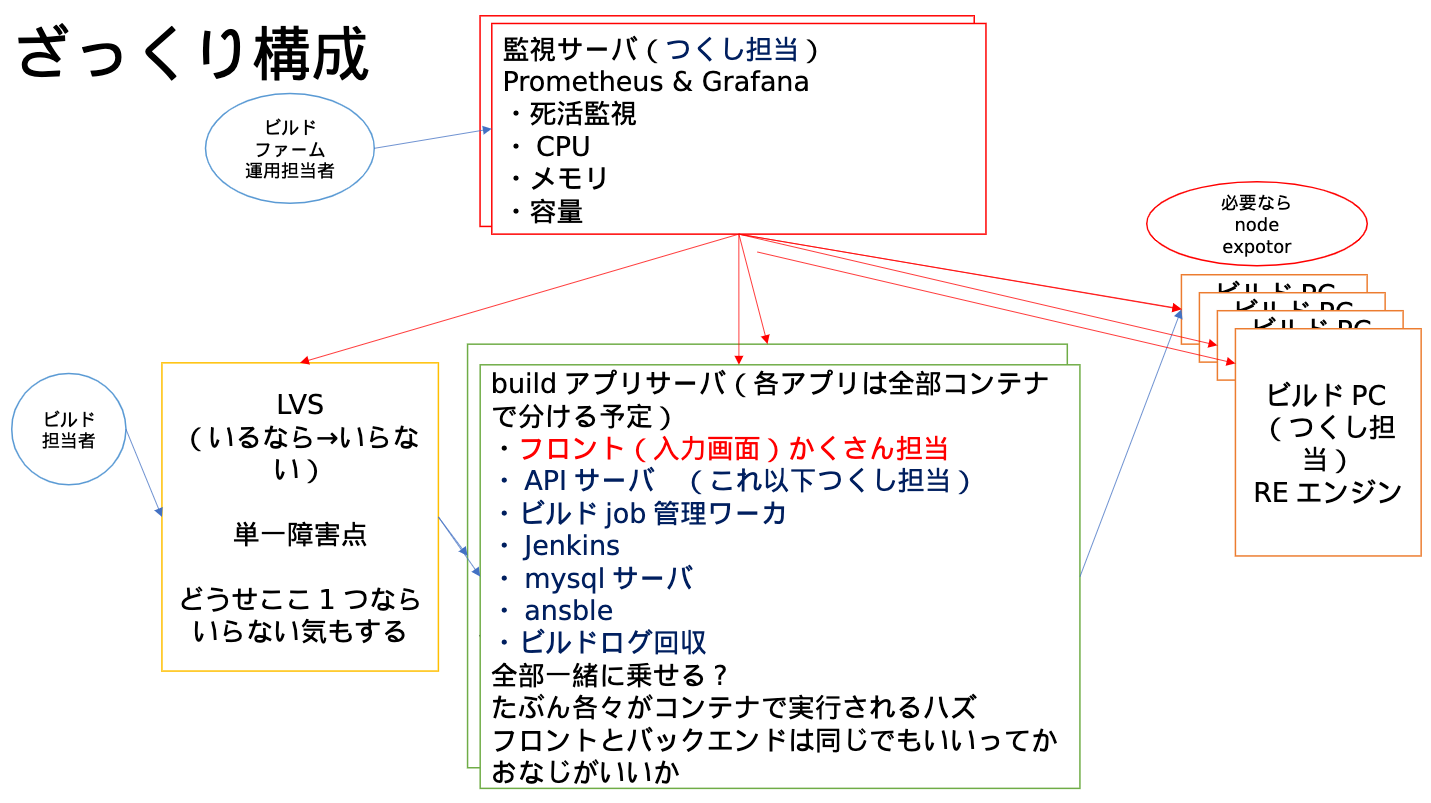 ざっくり構成
監視サーバ（つくし担当）
Prometheus & Grafana
・死活監視
・ CPU
・メモリ
・容量
ビルド
ファーム
運用担当者
必要なら
node
expotor
ビルド PC
ビルド PC
ビルド PC
ビルド PC
（つくし担
当）
RE エンジン
ビルド
担当者
LVS
（いるなら→いらな
い）
単一障害点
どうせここ 1 つなら
いらない気もする
build アプリサーバ（各アプリは全部コンテナ
で分ける予定）
・フロント（入力画面）かくさん担当
・ API サーバ　（これ以下つくし担当）
・ビルド job 管理ワーカ
・ Jenkins
・ mysql サーバ
・ ansble
・ビルドログ回収
全部一緒に乗せる？
たぶん各々がコンテナで実行されるハズ
フロントとバックエンドは同じでもいいってか
おなじがいいか